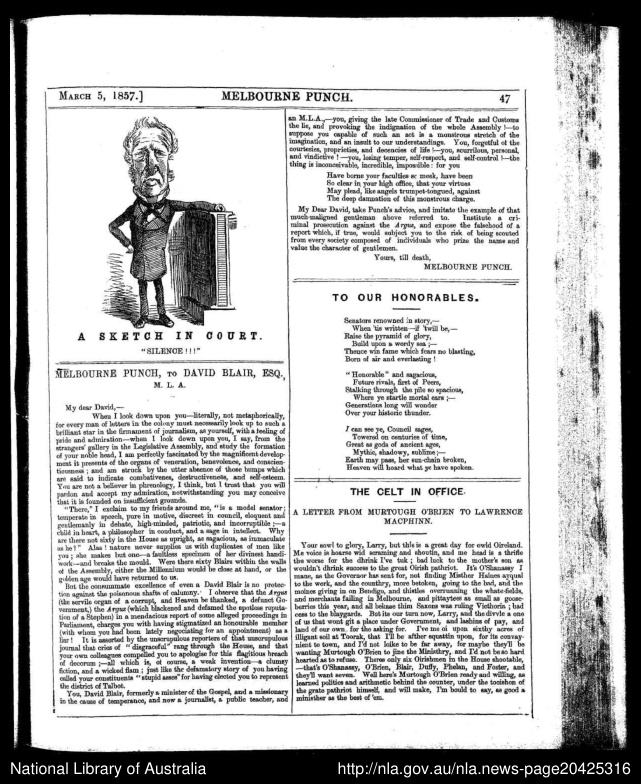 MARCH 5, 1857.]
MELBOURNE PUNCH.
47
A SKETCH IN COURT.
"SILENCE!!!"
MELBOURNE PUNCH, TO DAVID BLAIR, ESQ.,
M. L. A.
My dear David,—
When I look down upon you—literally, not metaphorically,
for every man of letters in the colony must necessarily look up to such a
brilliant star in the firmament of journalism, as yourself, with a feeling of
pride and admiration—when I look down upon you, I say, from the
strangers' gallery in the Legislative Assembly, and study the formation
of your noble head, I am perfectly fascinated by the magnificent develop-
ment it presents of the organs of veneration, benevolence, and conscien-
tiousness; and am struck by the utter absence of those bumps which
are said to indicate combativenes, destructiveness, and self-esteem.
You are not a believer in phrenology, I think, but I trust that you will
pardon and accept my admiration, notwithstanding you may conceive
that it is founded on insufficient grounds.
"There," I exclaim to my friends around me, "is a model senator;
temperate in speech, pure in motive, discreet in council, eloquent and
gentlemanly in debate, high-minded, patriotic, and incorruptible;—a
child in heart, a philosopher in conduct, and a sage in intellect. Why
are there not sixty in the House as upright, as sagacious, as immaculate
as he!" Alas! nature never supplies us with duplicates of men like
you; she makes but one—a faultless specimen of her divinest handi-
work—and breaks the mould. Were there sixty Blairs within the walls
of the Assembly, either the Millennium would be close at hand, or the
golden age would have returned to us.
But the consummate excellence of even a David Blair is no protec-
tion against the poisonous shafts of calumny. I observe that the Argus
(the servile organ of a corrupt, and Heaven be thanked, a defunct Go-
vernment,) the Argus (which blackened and defamed the spotless reputa-
tion of a Stephen) in a mendacious report of some alleged proceedings in
Parliament, charges you with having stigmatized an honourable member
(with whom you had been lately negotiating for an appointment) as a
liar! It is asserted by the unscrupulous reporters of that unscrupulous
journal that cries of "disgraceful" rang through the House, and that
your own colleagues compelled you to apologise for this flagitious breach
of decorum;—all which is, of course, a weak invention—a clumsy
fiction, and a wicked flam; just like the defamatory story of you having
called your constituents "stupid asses" for having elected you to represent
the district of Talbot.
You, David Blair, formerly a minister of the Gospel, and a missionary
in the cause of temperance, and now a journalist, a public teacher, and
an M.L.A.,—you, giving the late Commissioner of Trade and Customs
the lie, and provoking the indignation of the whole Assembly!—to
suppose you capable of such an act is a monstrous stretch of the
imagination, and an insult to our understandings. You, forgetful of the
courtesies, proprieties, and decencies of life!—you, scurrilous, personal,
and vindictive!—you, losing temper, self-respect, and self-control!—the
thing is inconceivable, incredible, impossible: for you
Have borne your faculties so meek, have been
So clear in your high office, that your virtues
May plead, like angels trumpet-tongued, against
The deep damnation of this monstrous charge.
My Dear David, take Punch's advice, and imitate the example of that
much-maligned gentleman above referred to. Institute a cri-
minal prosecution against the Argus, and expose the falsehood of a
report which, if true, would subject you to the risk of being scouted
from every society composed of individuals who prize the name and
value the character of gentlemen.
Yours, till death,
MELBOURNE PUNCH.
TO OUR HONORABLES.
Senators renowned in story,—
When 'tis written—if 'twill be,—
Raise the pyramid of glory,
Build upon a wordy sea;—
Thence win fame which fears no blasting,
Born of air and everlasting!
"Honorable" and sagacious,
Future rivals, first of Peers,
Stalking through the pile so spacious,
Where ye startle mortal ears;—
Generations long will wonder
Over your historic thunder.
I can see ye, Council sages,
Towered on centuries of time,
Great as gods of ancient ages,
Mythic, shadowy, sublime;—
Earth may pass, her sun-chain broken,
Heaven will hoard what ye have spoken.
THE CELT IN OFFICE.
A LETTER FROM MURTOUGH O'BRIEN TO LAWRENCE
MACPHINN.
Your sowl to glory, Larry, but this is a great day for ewld Oireland.
Me voice is hoarse wid scraming and shoutin, and me head is a thrifle
the worse for the dhrink I've tuk; bad luck to the mother's son as
wouldn't dhrink success to the great Oirish pathriot. It's O'Shanassy I
mane, as the Governor has sent for, not finding Misther Haines aqual
to the work, and the counthry, more betoken, going to the bad, and the
moines giving in on Bendigo, and thistles overrunning the whate-fields,
and merchants failing in Melbourne, and pittaytees as small as goose-
berries this year, and all bekase thim Saxons was ruling Victhorin; bad
cess to the blaygards. But its our turn now, Larry, and the divvle a one
of us that wont git a place under Government, and lashins of pay, and
land of our own for the asking for. I've me oi upon sixthy acres of
illigant soil at Toorak, that I'll be after squattin upon, for its convay-
nient to town, and I'd not loike to be far away, for maybe they'll be
wanting Murtough O'Brien to jine the Ministhry, and I'd not be so hard
hearted as to refuse. Theres only six Oirishmen in the House shootable,
—that's O'Shanassy, O'Brien, Blair, Duffy, Phelan, and Foster, and
they'll want seven. Well here's Murtough O'Brien ready and willing, as
learned politics and arithmetic behind the counter, under the tooishon of
the grate pathriot himself, and will make, I'm bould to say, as good a
ministher as the best of 'em.
National Library of Australia
http://nla.gov.au/nla.news-page20425316